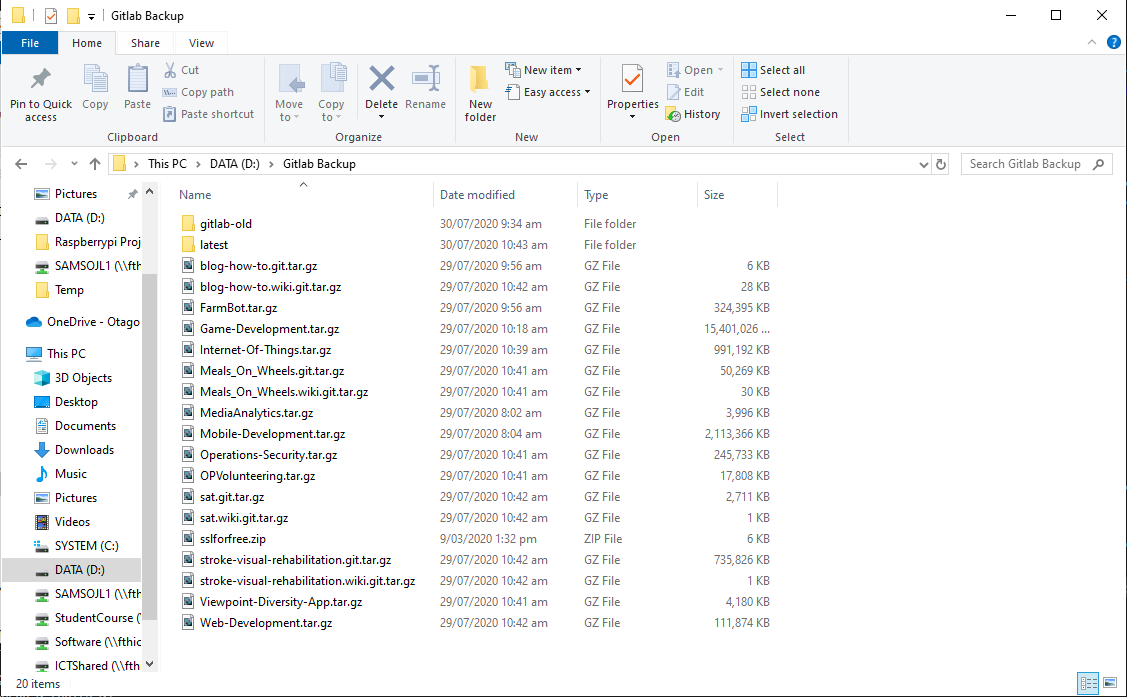 Gitlab Backup
File Home Share View
Pin to Quick access
Copy
Paste
Cut
Copy path
Paste shortcut
Clipboard
Move to
Copy to
Delete
Rename
Organize
New folder
New item
Easy access
New
Properties
Open
Edit
History
Open
Select all
Select none
Invert selection
Select
This PC > DATA (D:) > Gitlab Backup
Search Gitlab Backup
Pictures
DATA (D:)
Raspberrypi Proj
SAMSOJL1 (\\fth
Temp
OneDrive - Otago
This PC
3D Objects
Desktop
Documents
Downloads
Music
Pictures
Videos
SYSTEM (C:)
DATA (D:)
SAMSOJL1 (\\fth
StudentCourse (
Software (\\fthic
ICTShared (\\fth
Name Date modified Type Size
gitlab-old 30/07/2020 9:34 am File folder
latest 30/07/2020 10:43 am File folder
blog-how-to.git.tar.gz 29/07/2020 9:56 am GZ File 6 KB
blog-how-to.wiki.git.tar.gz 29/07/2020 10:42 am GZ File 28 KB
FarmBot.tar.gz 29/07/2020 9:56 am GZ File 324,395 KB
Game-Development.tar.gz 29/07/2020 10:18 am GZ File 15,401,026 ...
Internet-Of-Things.tar.gz 29/07/2020 10:39 am GZ File 991,192 KB
Meals_On_Wheels.git.tar.gz 29/07/2020 10:41 am GZ File 50,269 KB
Meals_On_Wheels.wiki.git.tar.gz 29/07/2020 10:41 am GZ File 30 KB
MediaAnalytics.tar.gz 29/07/2020 8:02 am GZ File 3,996 KB
Mobile-Development.tar.gz 29/07/2020 8:04 am GZ File 2,113,366 KB
Operations-Security.tar.gz 29/07/2020 10:41 am GZ File 245,733 KB
OPVolunteering.tar.gz 29/07/2020 10:41 am GZ File 17,808 KB
sat.git.tar.gz 29/07/2020 10:42 am GZ File 2,711 KB
sat.wiki.git.tar.gz 29/07/2020 10:42 am GZ File 1 KB
sslforfree.zip 9/03/2020 1:32 pm ZIP File 6 KB
stroke-visual-rehabilitation.git.tar.gz 29/07/2020 10:42 am GZ File 735,826 KB
stroke-visual-rehabilitation.wiki.git.tar.gz 29/07/2020 10:42 am GZ File 1 KB
Viewpoint-Diversity-App.tar.gz 29/07/2020 10:41 am GZ File 4,180 KB
Web-Development.tar.gz 29/07/2020 10:42 am GZ File 111,874 KB
20 items